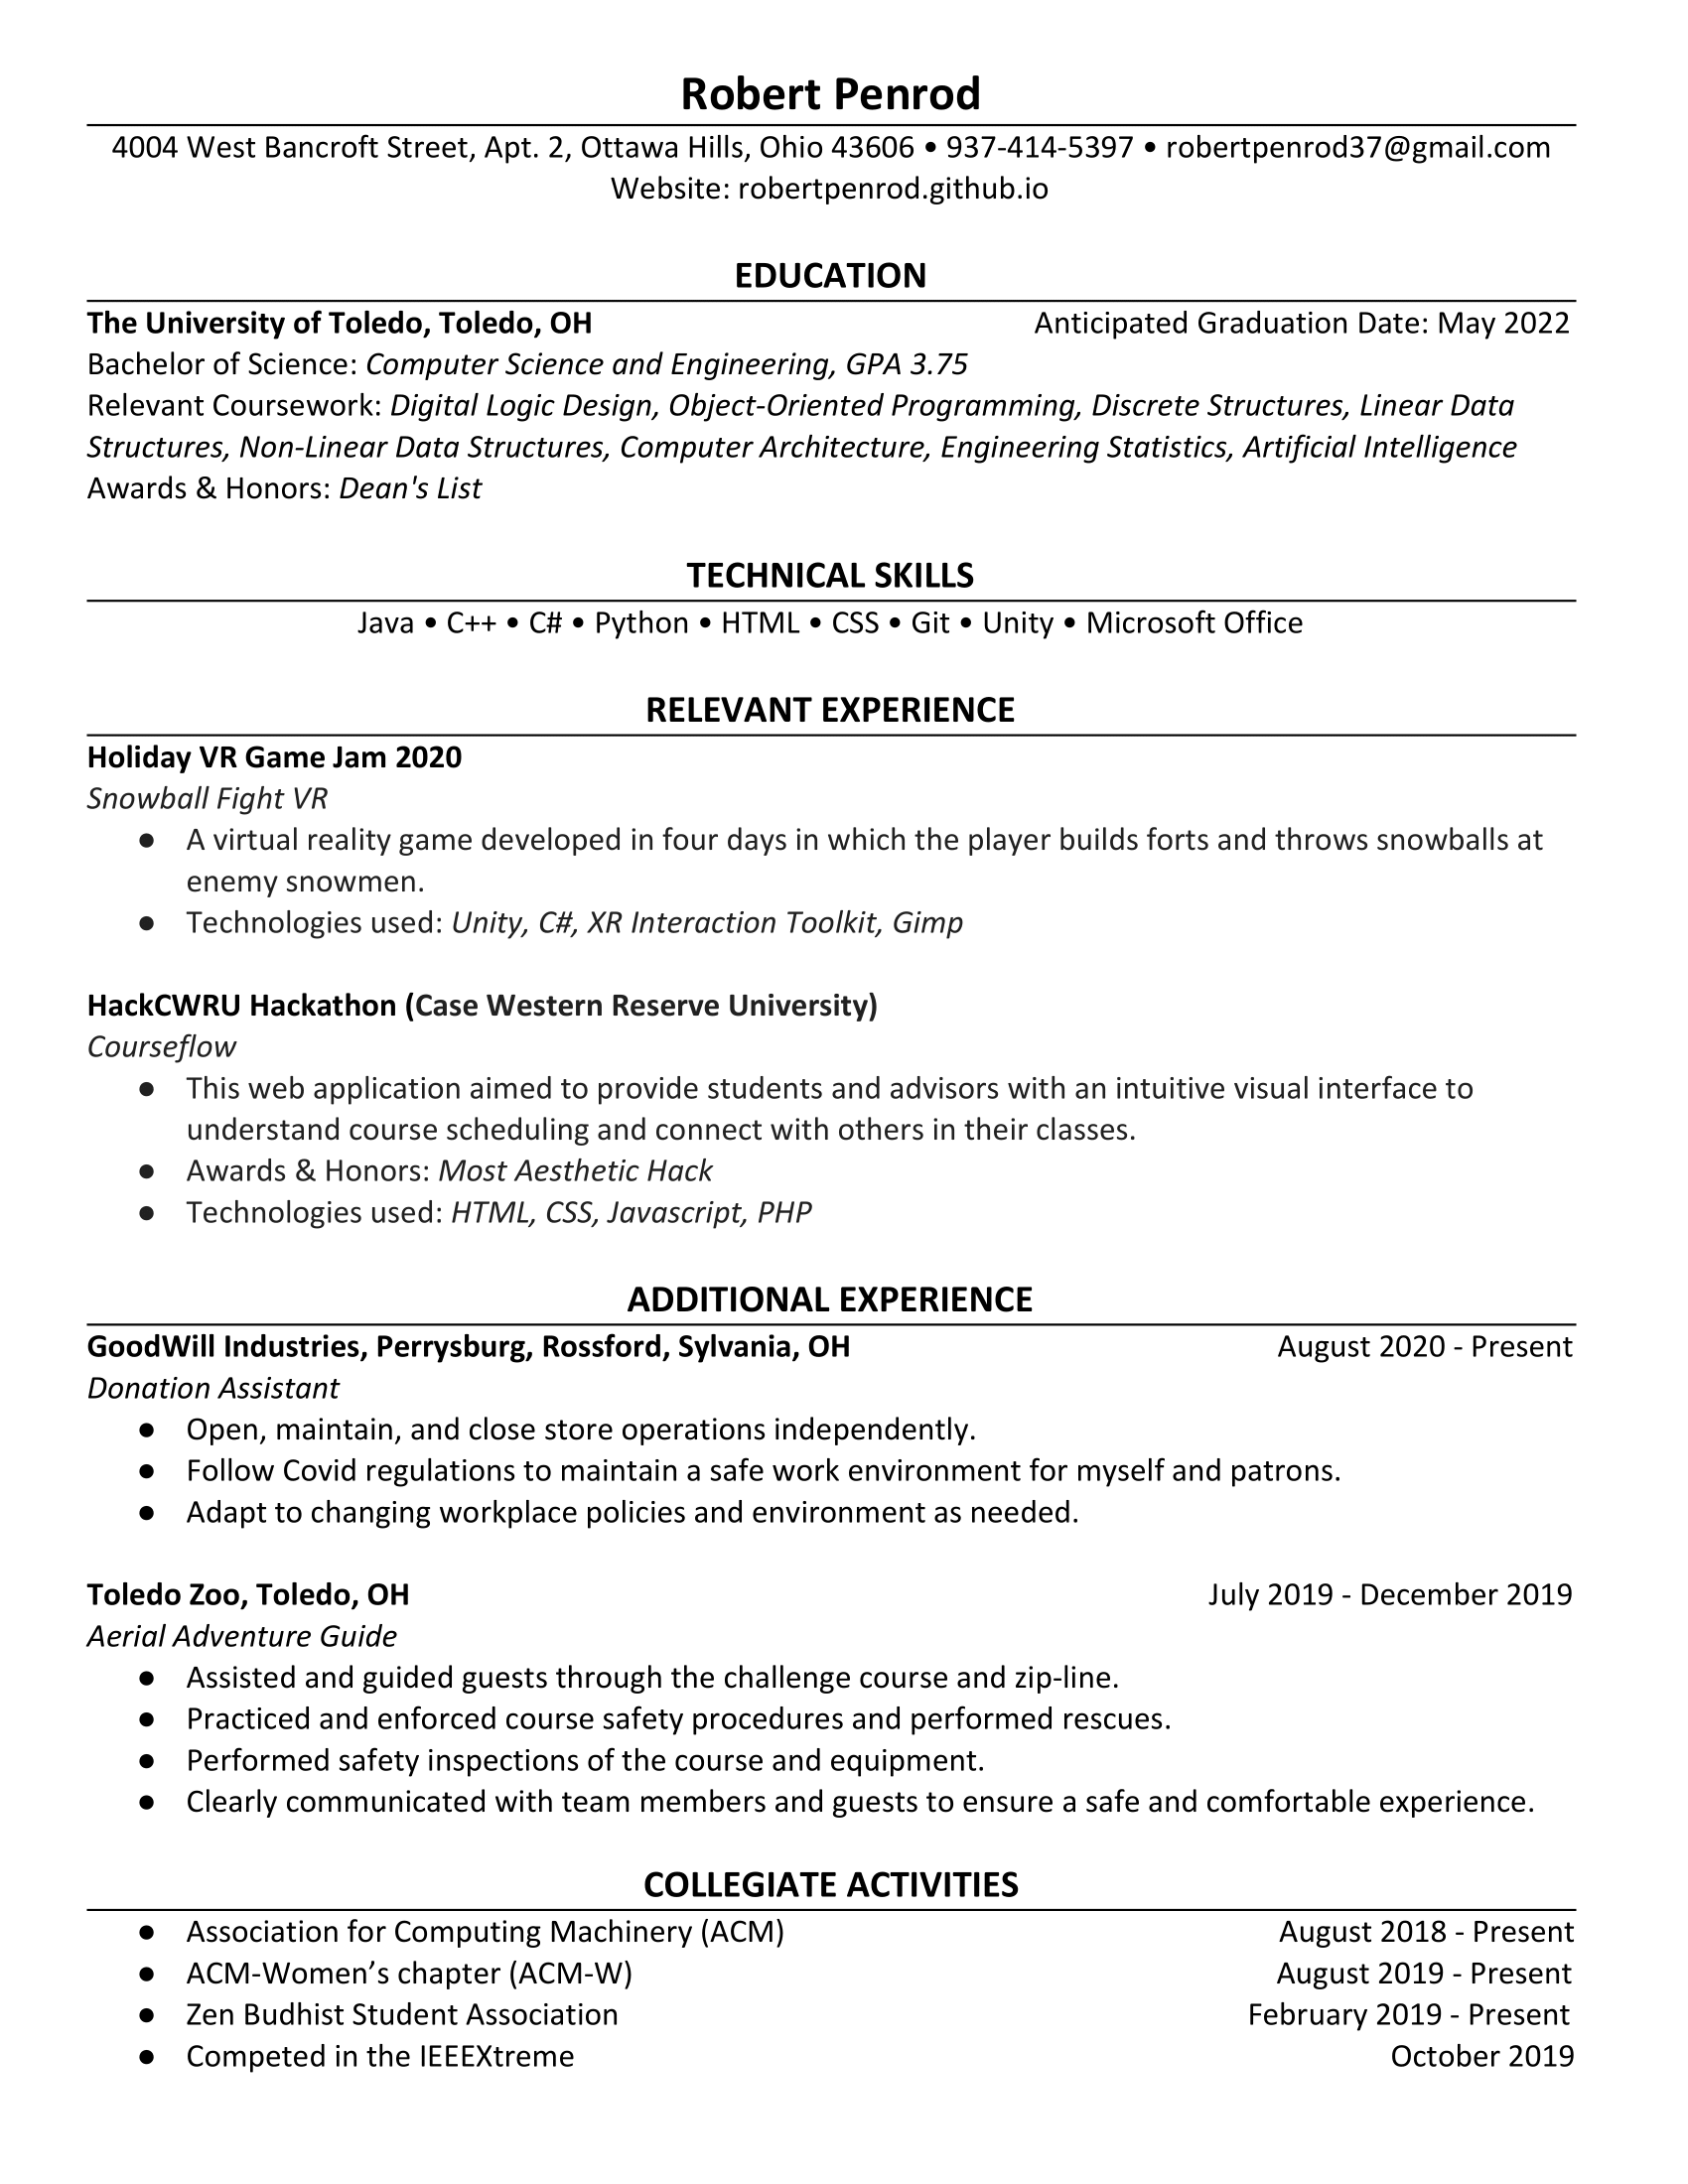 Robert Penrod
4004 West Bancroft Street, Apt. 2, Ottawa Hills, Ohio 43606 • 937-414-5397 • robertpenrod37@gmail.com
Website: robertpenrod.github.io
EDUCATION
The University of Toledo, Toledo, OH Anticipated Graduation Date: May 2022
Bachelor of Science: Computer Science and Engineering, GPA 3.75
Relevant Coursework: Digital Logic Design, Object-Oriented Programming, Discrete Structures, Linear Data
Structures, Non-Linear Data Structures, Computer Architecture, Engineering Statistics, Artificial Intelligence
Awards & Honors: Dean's List
TECHNICAL SKILLS
Java • C++ • C# • Python • HTML • CSS • Git • Unity • Microsoft Office
RELEVANT EXPERIENCE
Holiday VR Game Jam 2020
Snowball Fight VR
● A virtual reality game developed in four days in which the player builds forts and throws snowballs at
enemy snowmen.
● Technologies used: Unity, C#, XR Interaction Toolkit, Gimp
HackCWRU Hackathon (Case Western Reserve University)
Courseflow
● This web application aimed to provide students and advisors with an intuitive visual interface to
understand course scheduling and connect with others in their classes.
● Awards & Honors: Most Aesthetic Hack
● Technologies used: HTML, CSS, Javascript, PHP
ADDITIONAL EXPERIENCE
GoodWill Industries, Perrysburg, Rossford, Sylvania, OH August 2020 - Present
Donation Assistant
● Open, maintain, and close store operations independently.
● Follow Covid regulations to maintain a safe work environment for myself and patrons.
● Adapt to changing workplace policies and environment as needed.
Toledo Zoo, Toledo, OH July 2019 - December 2019
Aerial Adventure Guide
● Assisted and guided guests through the challenge course and zip-line.
● Practiced and enforced course safety procedures and performed rescues.
● Performed safety inspections of the course and equipment.
● Clearly communicated with team members and guests to ensure a safe and comfortable experience.
COLLEGIATE ACTIVITIES
● Association for Computing Machinery (ACM) August 2018 - Present
● ACM-Women’s chapter (ACM-W) August 2019 - Present
● Zen Budhist Student Association February 2019 - Present
● Competed in the IEEEXtreme October 2019